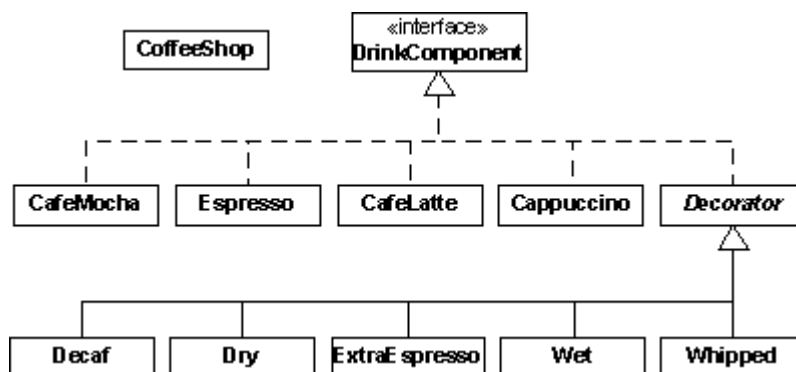 «interface»
CoffeeShop
DrinkComponent
CafeMocha
Espresso
CafeLatte
Cappuccino
Decorator
Decaf
Dry
ExtraEspresso
Wet
Whipped